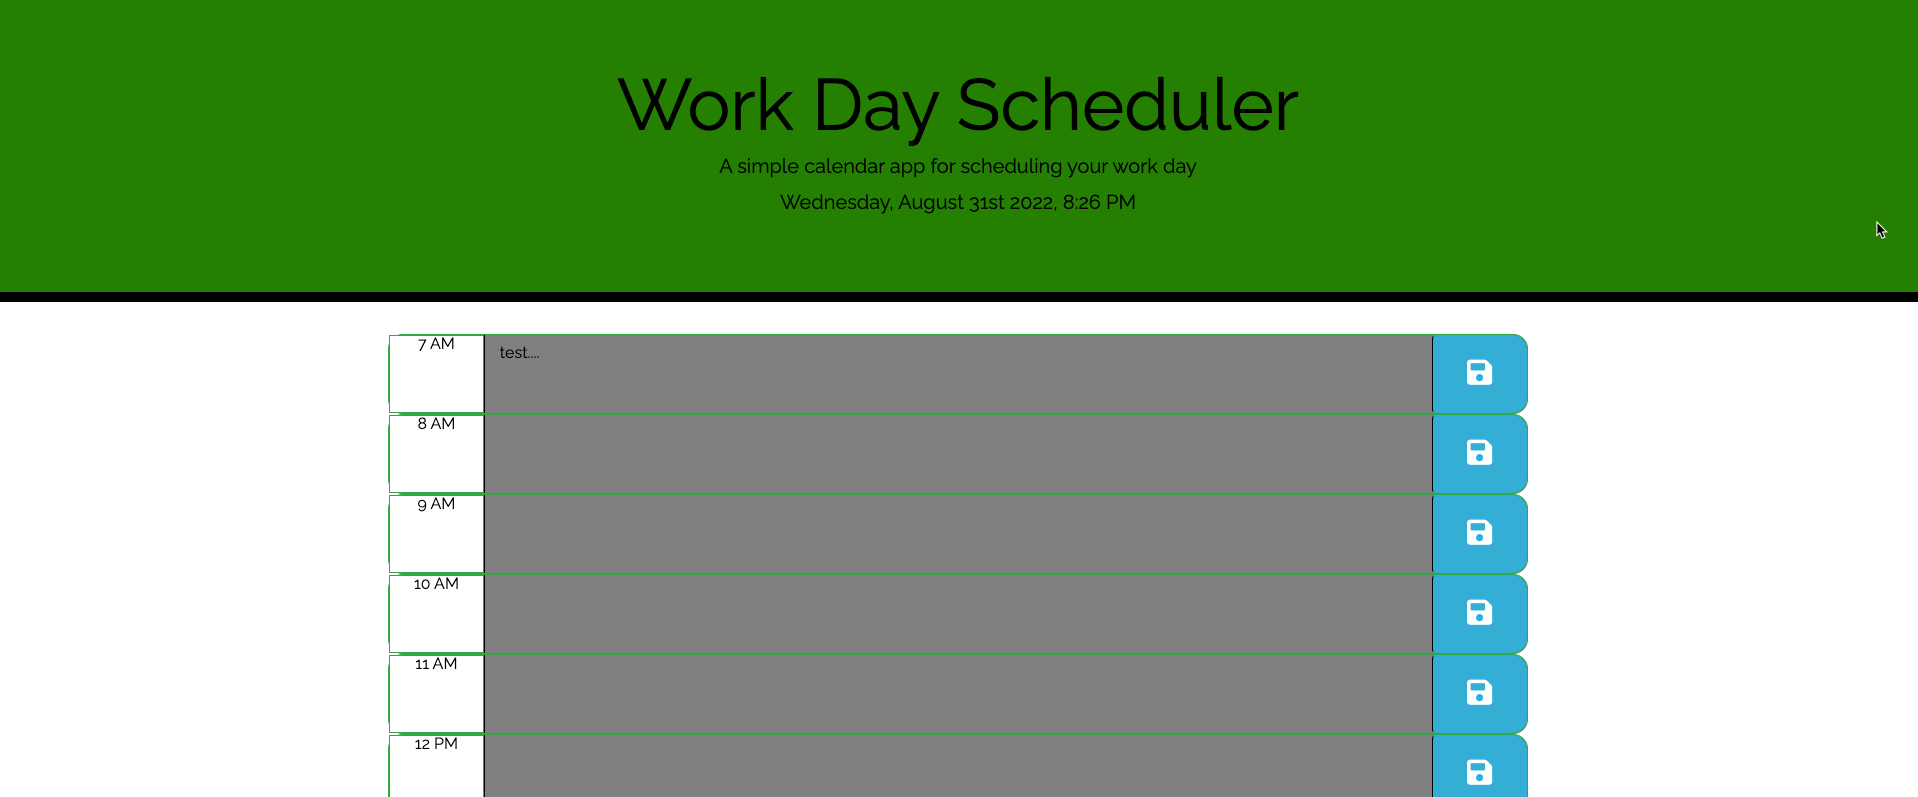 Work Day Scheduler
A simple calendar app for scheduling your work day
Wednesday, August 31st 2022, 8:26 PM
7 AM
test....
8 AM
9 AM
10 AM
11 AM
12 PM